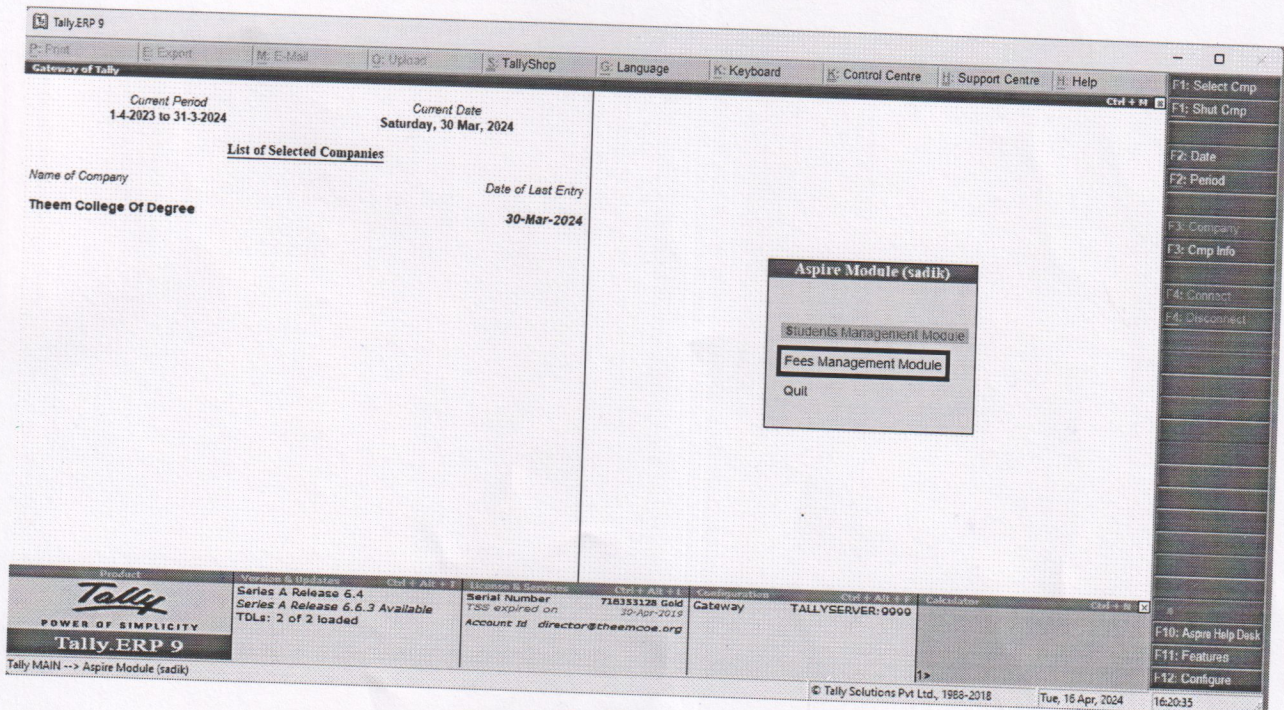 Tally.ERP 9
P: Print E: Export M: E-Mail O: Upload S: TallyShop G: Language K: Keyboard K: Control Centre H: Support Centre H: Help
Gateway of Tally
Ctrl + M
Current Period
1-4-2023 to 31-3-2024
Current Date
Saturday, 30 Mar, 2024
List of Selected Companies
Name of Company
Date of Last Entry
Theem College Of Degree
30-Mar-2024
Aspire Module (sadik)
Students Management Module
Fees Management Module
Quit
F1: Select Cmp
F1: Shut Cmp
F2: Date
F2: Period
F3: Company
F3: Cmp Info
F4: Connect
F4: Disconnect
F10: Aspire Help Desk
F11: Features
F12: Configure
Product
Tally
POWER OF SIMPLICITY
Tally.ERP 9
Version & Updates Ctrl + Alt + T
Series A Release 6.4
Series A Release 6.6.3 Available
TDLs: 2 of 2 loaded
License & Services Ctrl + Alt + L
Serial Number 716353128 Gold
TSS expired on 30-Apr-2019
Account Id director@theemcoe.org
Configuration Ctrl + Alt + F
Gateway TALLYSERVER:9999
Calculator Ctrl + N
1>
Tally MAIN --> Aspire Module (sadik)
© Tally Solutions Pvt Ltd., 1988-2018
Tue, 16 Apr, 2024
16:20:35